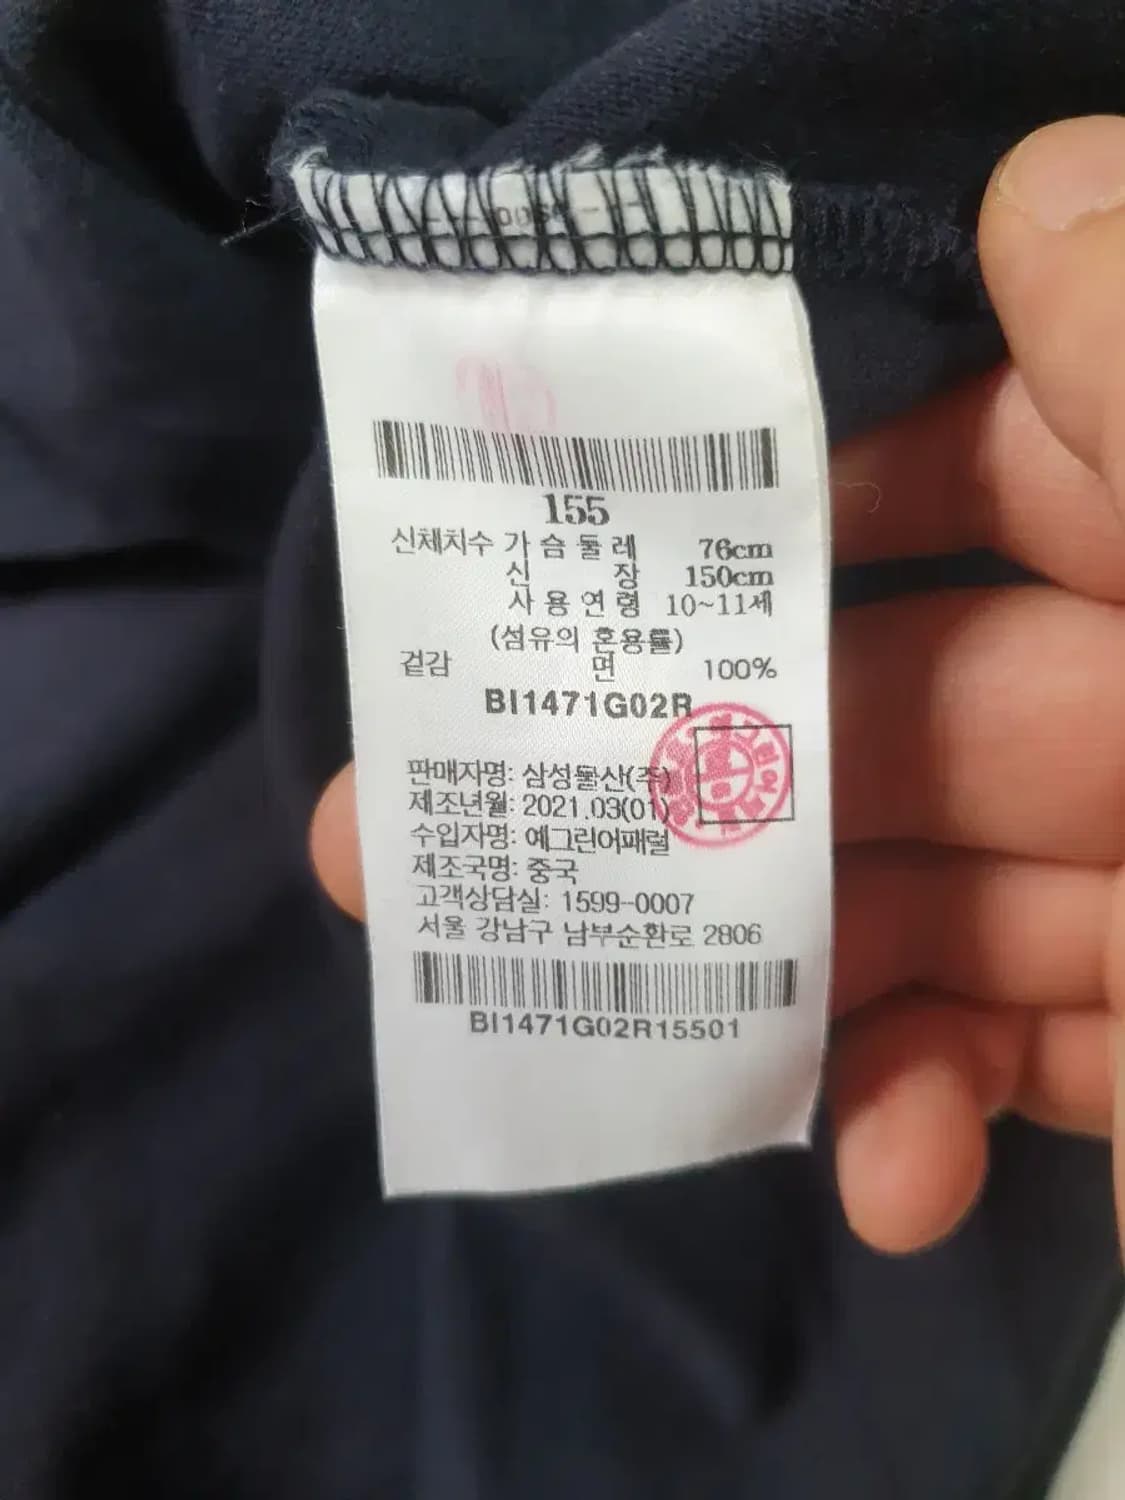 155
신체치수 가슴둘레 76cm
신장 150cm
사용연령 10~11세
(섬유의 혼용률)
겉감 면 100%
BI1471G02R
판매자명: 삼성물산(주)
제조년월: 2021.03(01)
수입자명: 예그린어패럴
제조국명: 중국
고객상담실: 1599-0007
서울 강남구 남부순환로 2806
BI1471G02R15501